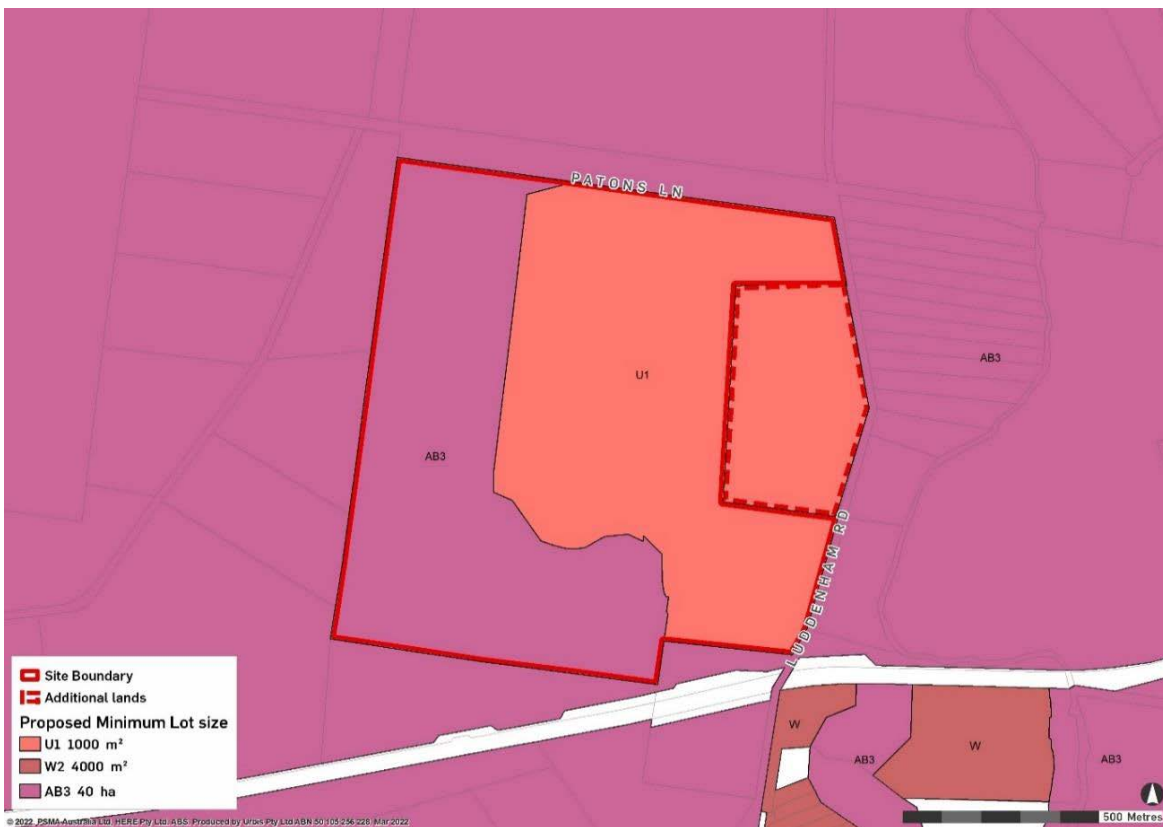 PATONS LN
U1
AB3
AB3
LUDDENHAM RD
W
AB3
W
AB3
Site Boundary
Additional lands
Proposed Minimum Lot size
U1 1000 m²
W2 4000 m²
AB3 40 ha
500 Metres
© 2022. PSMA Australia Ltd, HERE Pty Ltd. ABS. Produced by Urbis Pty Ltd ABN 50 105 256 228, Mar 2022